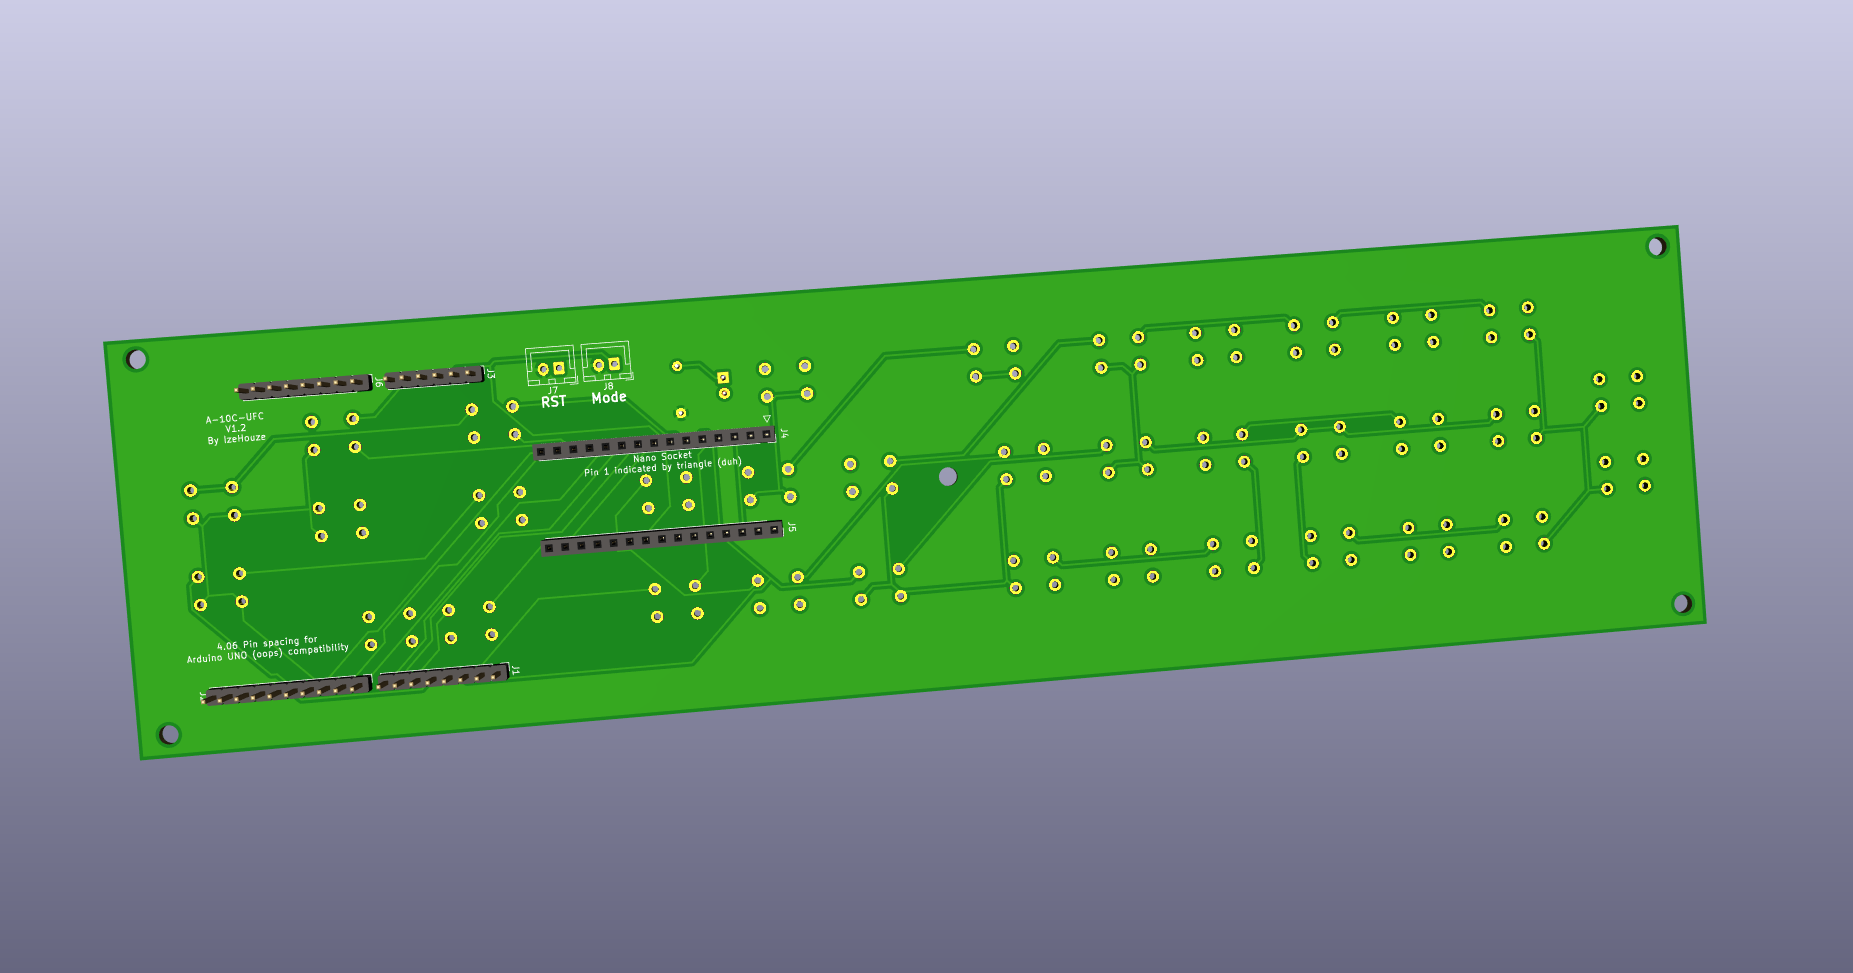 J6
J3
J7
RST
J8
Mode
A-10C-UFC
V1.2
By IzeHouze
J4
Nano Socket
Pin 1 indicated by triangle (duh)
J5
4.06 Pin spacing for
Arduino UNO (oops) compatibility
J1